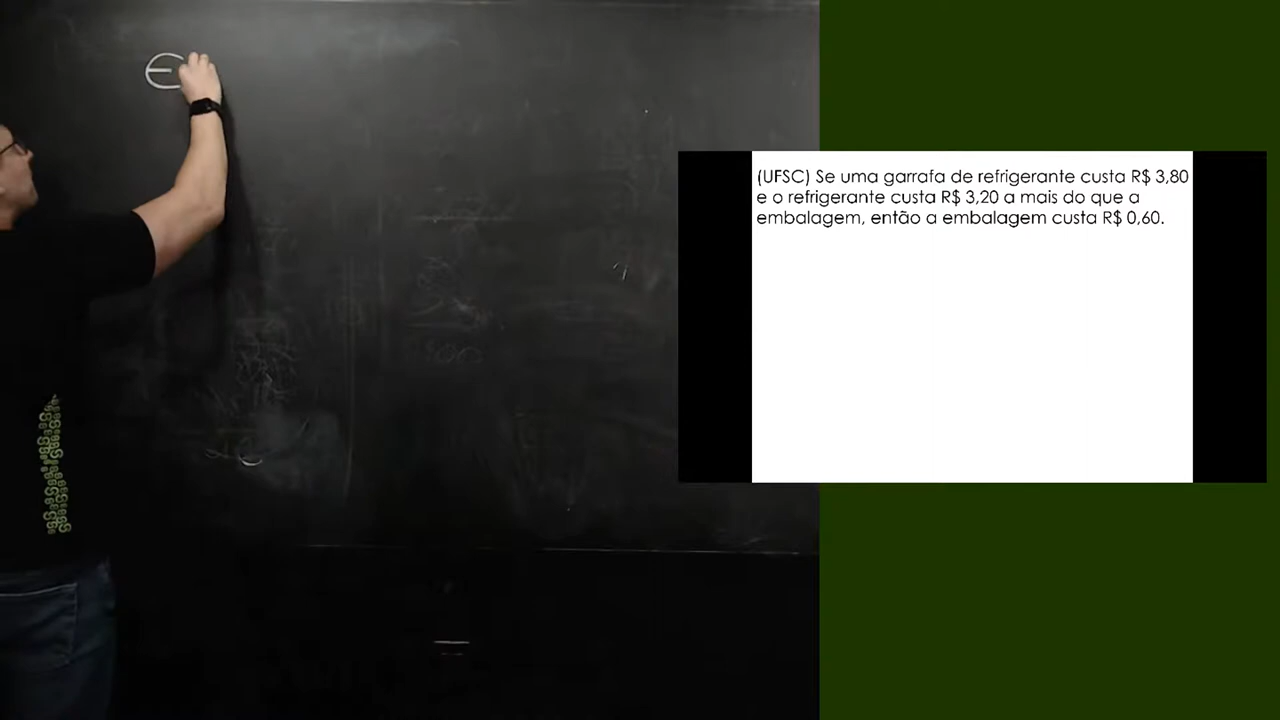 E
(UFSC) Se uma garrafa de refrigerante custa R$ 3,80
e o refrigerante custa R$ 3,20 a mais do que a
embalagem, então a embalagem custa R$ 0,60.